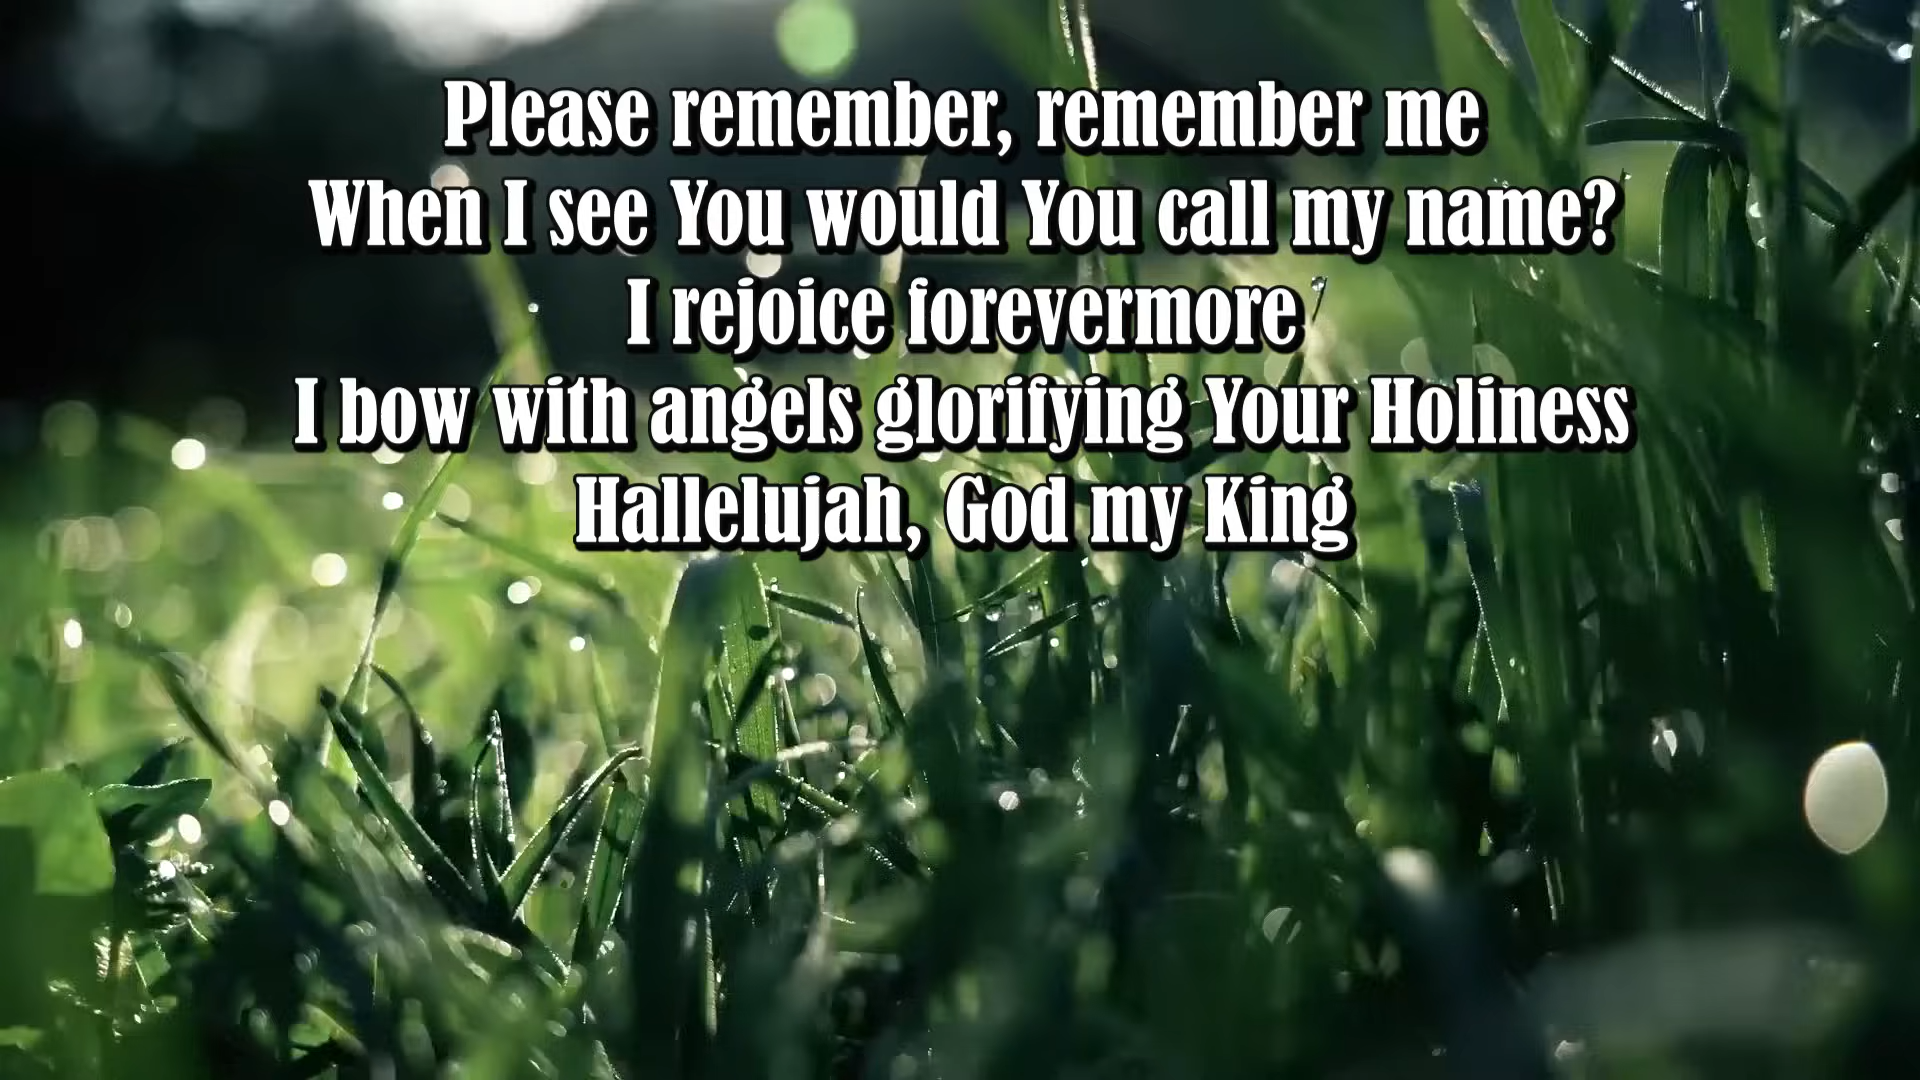 Please remember, remember me
When I see You would You call my name?
I rejoice forevermore
I bow with angels glorifying Your Holiness
Hallelujah, God my King